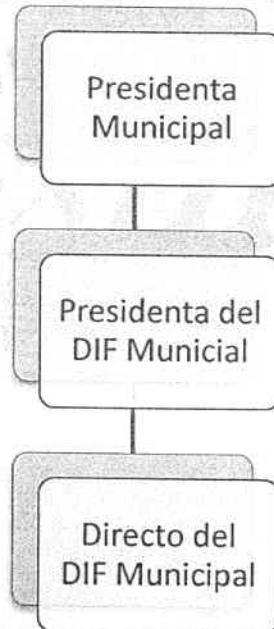 Presidenta
Municipal
Presidenta del
DIF Municial
Directo del
DIF Municipal